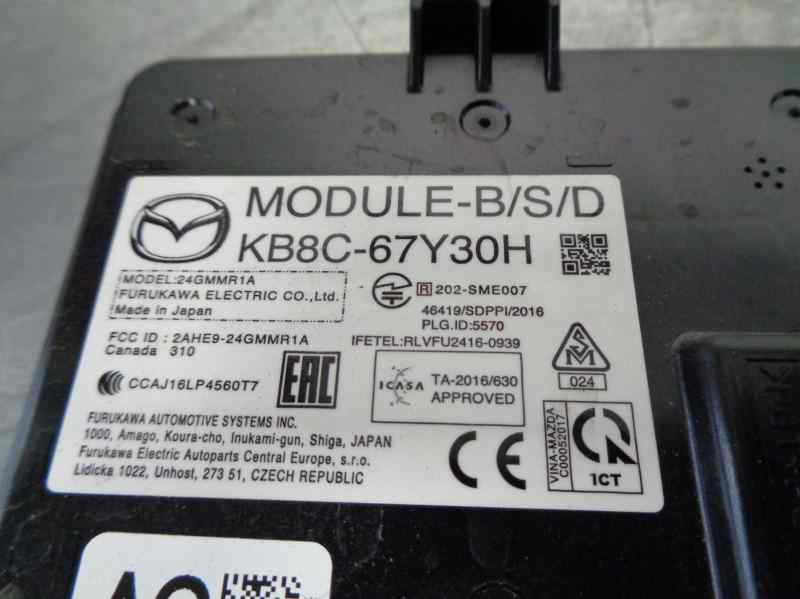 MODULE-B/S/D
KB8C-67Y30H
MODEL:24GMMR1A
FURUKAWA ELECTRIC CO.,Ltd.
Made in Japan
R 202-SME007
46419/SDPPI/2016
PLG.ID:5570
IFETEL:RLVFU2416-0939
FCC ID : 2AHE9-24GMMR1A
Canada 310
CCAJ16LP4560T7
EAC
ICASA
TA-2016/630
APPROVED
024
VINA-MAZDA
C00052017
ICT
CE
FURUKAWA AUTOMOTIVE SYSTEMS INC.
1000, Amago, Koura-cho, Inukami-gun, Shiga, JAPAN
Furukawa Electric Autoparts Central Europe, s.r.o.
Lidicka 1022, Unhost, 273 51, CZECH REPUBLIC